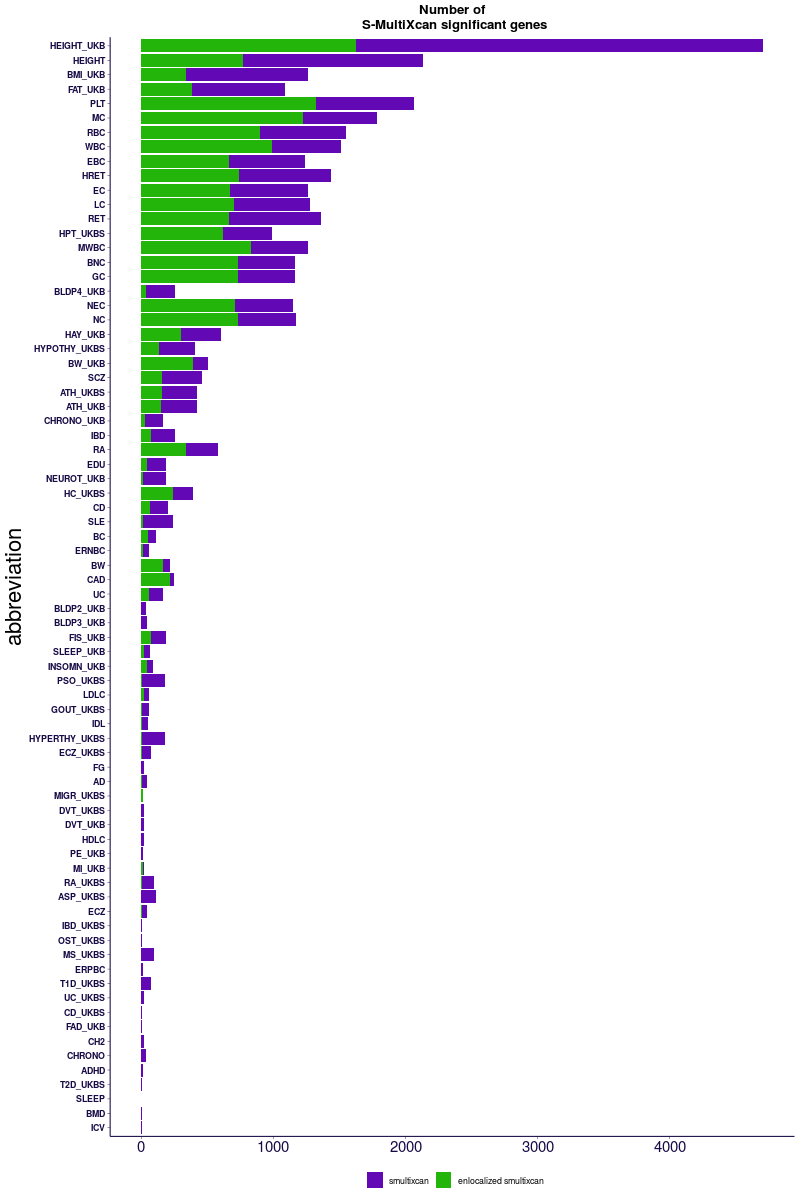 Number of
S-MultiXcan significant genes
abbreviation
HEIGHT_UKB
HEIGHT
BMI_UKB
FAT_UKB
PLT
MC
RBC
WBC
EBC
HRET
EC
LC
RET
HPT_UKBS
MWBC
BNC
GC
BLDP4_UKB
NEC
NC
HAY_UKB
HYPOTHY_UKBS
BW_UKB
SCZ
ATH_UKBS
ATH_UKB
CHRONO_UKB
IBD
RA
EDU
NEUROT_UKB
HC_UKBS
CD
SLE
BC
ERNBC
BW
CAD
UC
BLDP2_UKB
BLDP3_UKB
FIS_UKB
SLEEP_UKB
INSOMN_UKB
PSO_UKBS
LDLC
GOUT_UKBS
IDL
HYPERTHY_UKBS
ECZ_UKBS
FG
AD
MIGR_UKBS
DVT_UKBS
DVT_UKB
HDLC
PE_UKB
MI_UKB
RA_UKBS
ASP_UKBS
ECZ
IBD_UKBS
OST_UKBS
MS_UKBS
ERPBC
T1D_UKBS
UC_UKBS
CD_UKBS
FAD_UKB
CH2
CHRONO
ADHD
T2D_UKBS
SLEEP
BMD
ICV
0 1000 2000 3000 4000
smultixcan enlocalized smultixcan